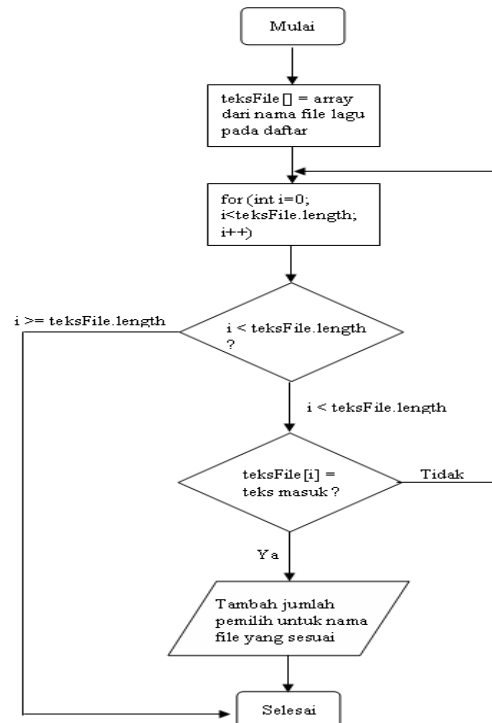 Mulai
teksFile[] = array
dari nama file lagu
pada daftar
for (int i=0;
i<teksFile.length;
i++)
i >= teksFile.length
i < teksFile.length
?
i < teksFile.length
teksFile[i] =
teks masuk ?
Tidak
Ya
Tambah jumlah
pemilih untuk nama
file yang sesuai
Selesai